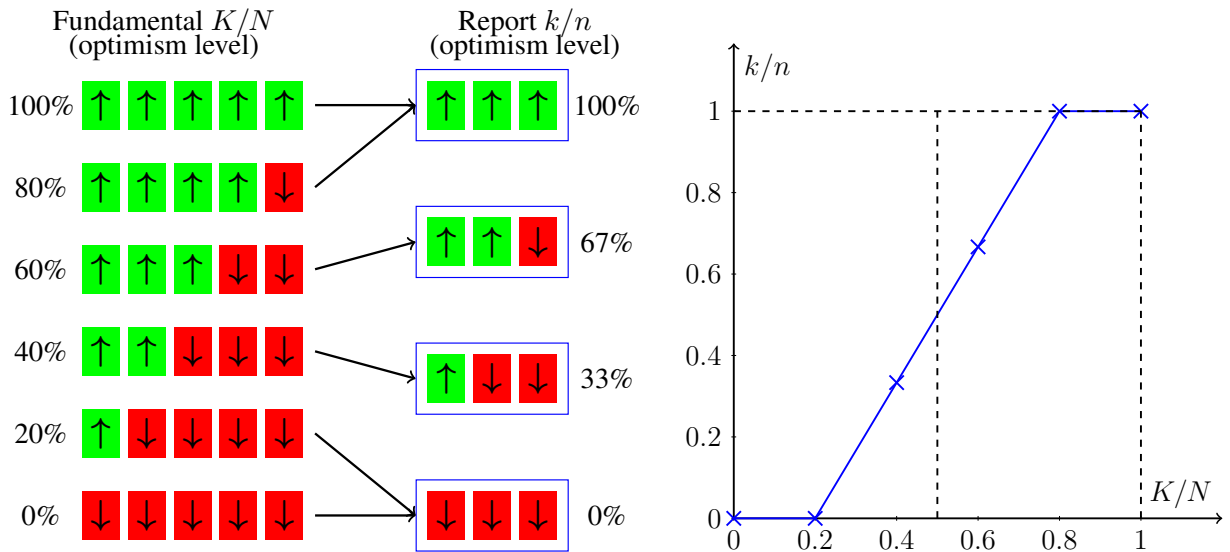 Fundamental K/N
(optimism level)
Report k/n
(optimism level)
100% ↑ ↑ ↑ ↑ ↑
80% ↑ ↑ ↑ ↑ ↓
60% ↑ ↑ ↑ ↓ ↓
40% ↑ ↑ ↓ ↓ ↓
20% ↑ ↓ ↓ ↓ ↓
0% ↓ ↓ ↓ ↓ ↓
↑ ↑ ↑ 100%
↑ ↑ ↓ 67%
↑ ↓ ↓ 33%
↓ ↓ ↓ 0%
k/n
1
0.8
0.6
0.4
0.2
0
0 0.2 0.4 0.6 0.8 1
K/N